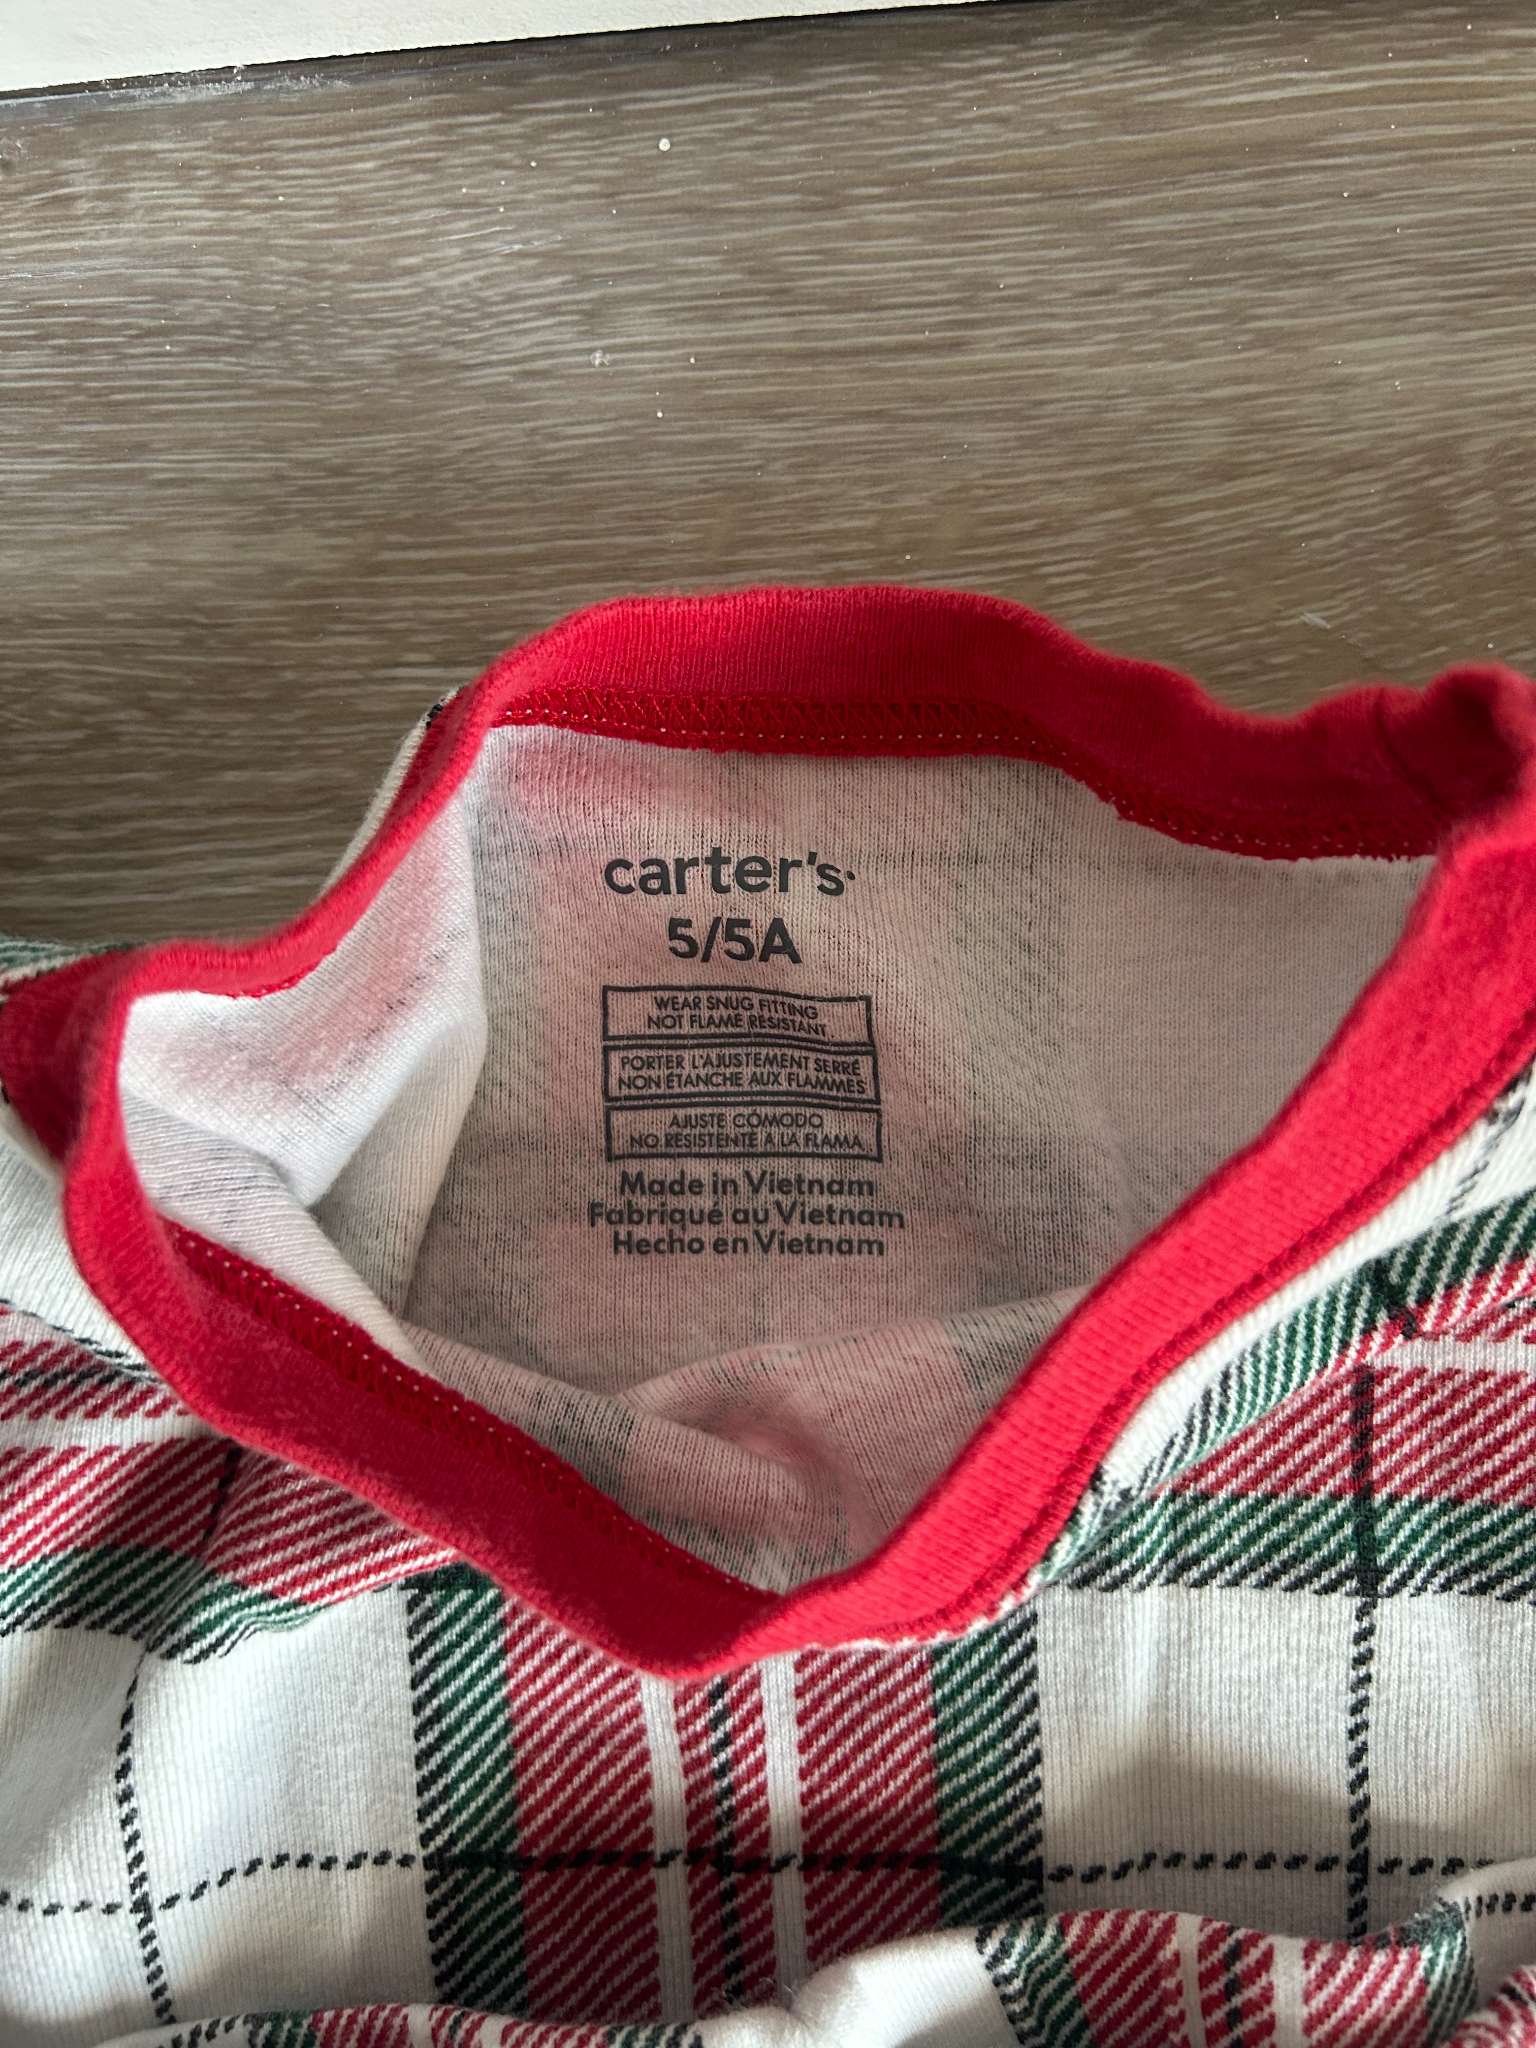 carter's
5/5A
WEAR SNUG FITTING
NOT FLAME RESISTANT
PORTER L'AJUSTEMENT SERRÉ
NON ÉTANCHE AUX FLAMMES
AJUSTE CÓMODO
NO RESISTENTE A LA FLAMA
Made in Vietnam
Fabriqué au Vietnam
Hecho en Vietnam